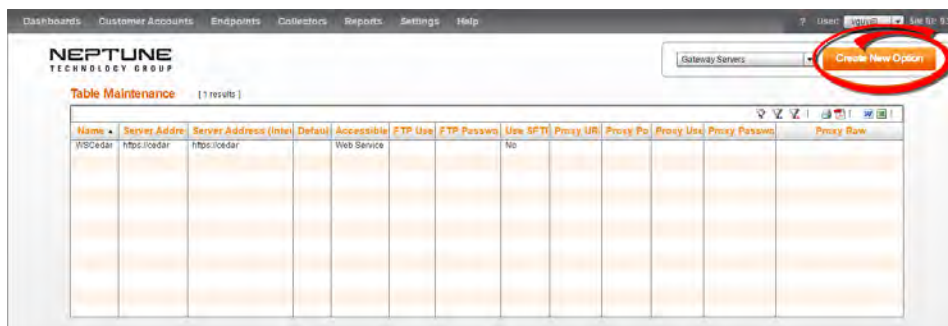 Dashboards Customer Accounts Endpoints Collectors Reports Settings Help ? User: Site ID:
NEPTUNE
TECHNOLOGY GROUP
Gateway Servers Create New Option
Table Maintenance [1 results]
Name Server Addre Server Address (Inter Defaul Accessible FTP Use FTP Passwo Use SFTI Proxy URI Proxy Po Proxy Use Proxy Passwo Proxy Raw
WSCedar https://cedar https://cedar Web Service No